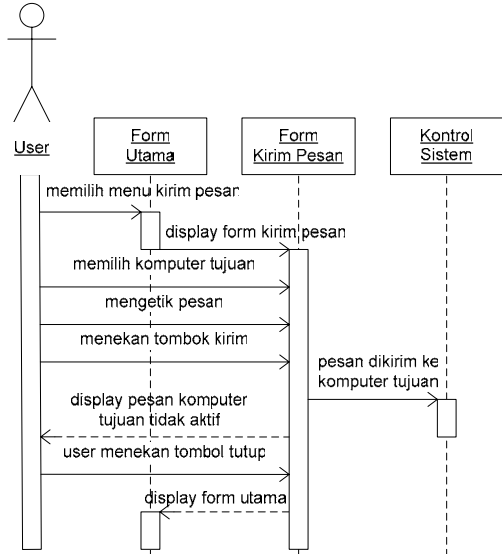 User
Form
Utama
Form
Kirim Pesan
Kontrol
Sistem
memilih menu kirim pesan
display form kirim pesan
memilih komputer tujuan
mengetik pesan
menekan tombok kirim
pesan dikirim ke
komputer tujuan
display pesan komputer
tujuan tidak aktif
user menekan tombol tutup
display form utama